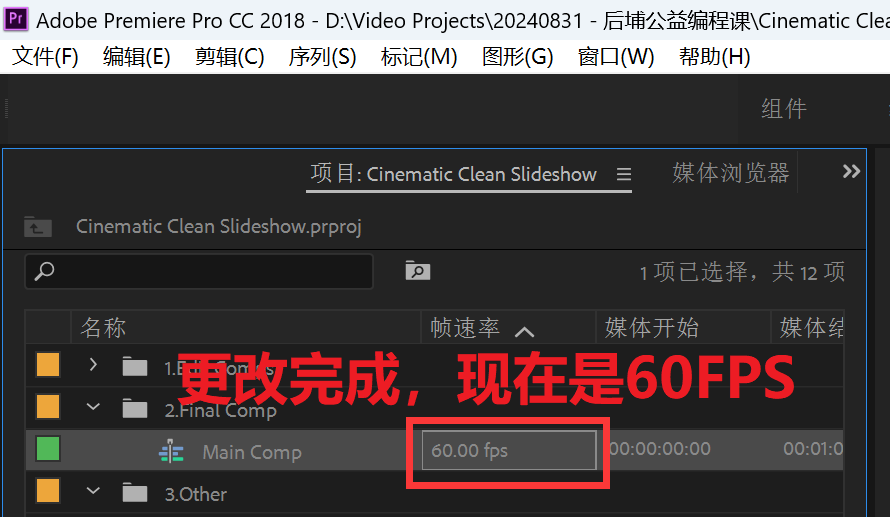 Adobe Premiere Pro CC 2018 - D:\Video Projects\20240831 - 后埔公益编程课\Cinematic Clea
文件(F) 编辑(E) 剪辑(C) 序列(S) 标记(M) 图形(G) 窗口(W) 帮助(H)
组件
项目: Cinematic Clean Slideshow 媒体浏览器
Cinematic Clean Slideshow.prproj
1 项已选择，共 12 项
名称 帧速率 媒体开始 媒体结
更改完成，现在是60FPS
2.Final Comp
Main Comp 60.00 fps 00:00:00:00 00:01:0
3.Other